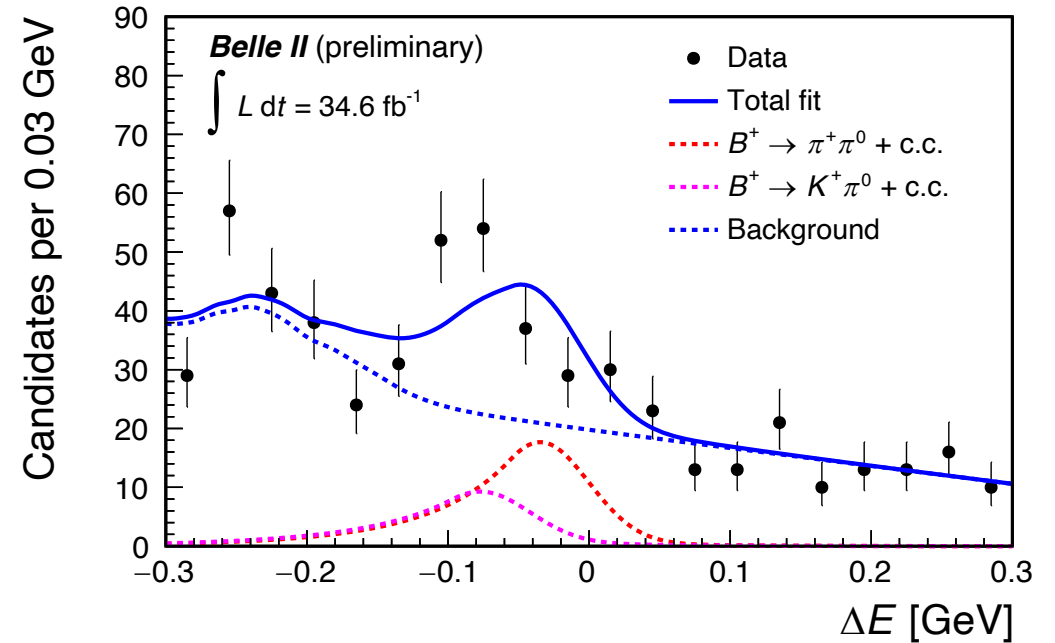 Candidates per 0.03 GeV
90
80
70
60
50
40
30
20
10
0
Belle II (preliminary)
∫ L dt = 34.6 fb⁻¹
Data
Total fit
B⁺ → π⁺π⁰ + c.c.
B⁺ → K⁺π⁰ + c.c.
Background
−0.3 −0.2 −0.1 0 0.1 0.2 0.3
ΔE [GeV]